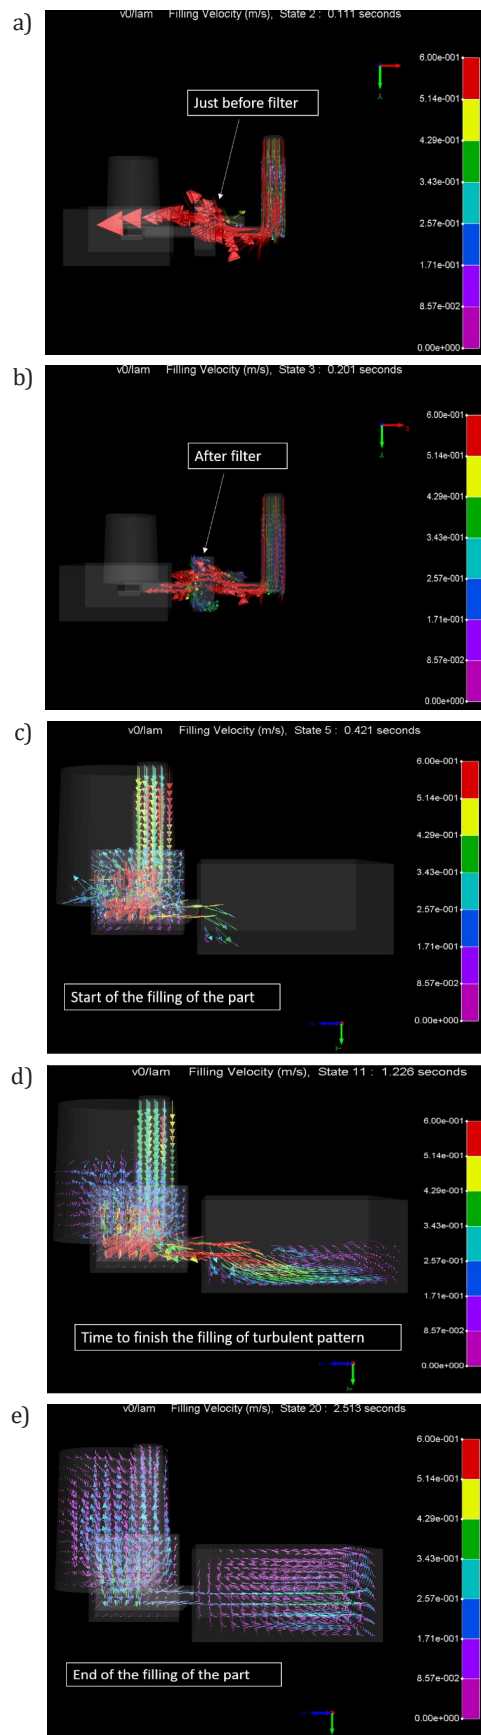 a)
v0/lam Filling Velocity (m/s), State 2 : 0.111 seconds
Just before filter
6.00e-001
5.14e-001
4.29e-001
3.43e-001
2.57e-001
1.71e-001
8.57e-002
0.00e+000
b)
v0/lam Filling Velocity (m/s), State 3 : 0.201 seconds
After filter
6.00e-001
5.14e-001
4.29e-001
3.43e-001
2.57e-001
1.71e-001
8.57e-002
0.00e+000
c)
v0/lam Filling Velocity (m/s), State 5 : 0.421 seconds
Start of the filling of the part
6.00e-001
5.14e-001
4.29e-001
3.43e-001
2.57e-001
1.71e-001
8.57e-002
0.00e+000
d)
v0/lam Filling Velocity (m/s), State 11 : 1.226 seconds
Time to finish the filling of turbulent pattern
6.00e-001
5.14e-001
4.29e-001
3.43e-001
2.57e-001
1.71e-001
8.57e-002
0.00e+000
e)
v0/lam Filling Velocity (m/s), State 20 : 2.513 seconds
End of the filling of the part
6.00e-001
5.14e-001
4.29e-001
3.43e-001
2.57e-001
1.71e-001
8.57e-002
0.00e+000